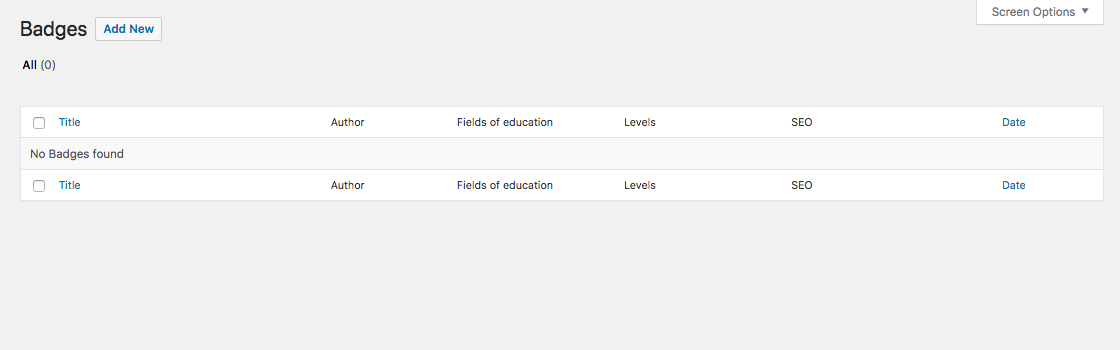 Screen Options
Badges Add New
All (0)
Title Author Fields of education Levels SEO Date
No Badges found
Title Author Fields of education Levels SEO Date